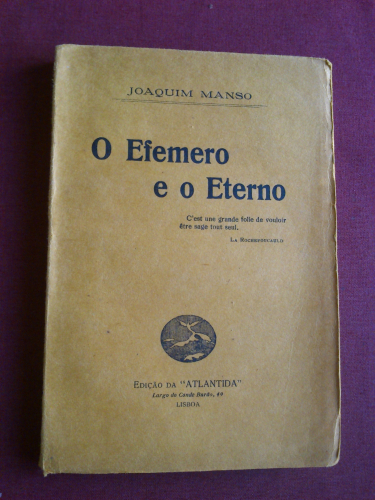 JOAQUIM MANSO
O Efemero
e o Eterno
C'est une grande folie de vouloir
être sage tout seul.
LA ROCHEFOUCAULD
EDIÇÃO DA "ATLANTIDA"
Largo do Conde Barão, 49
LISBOA